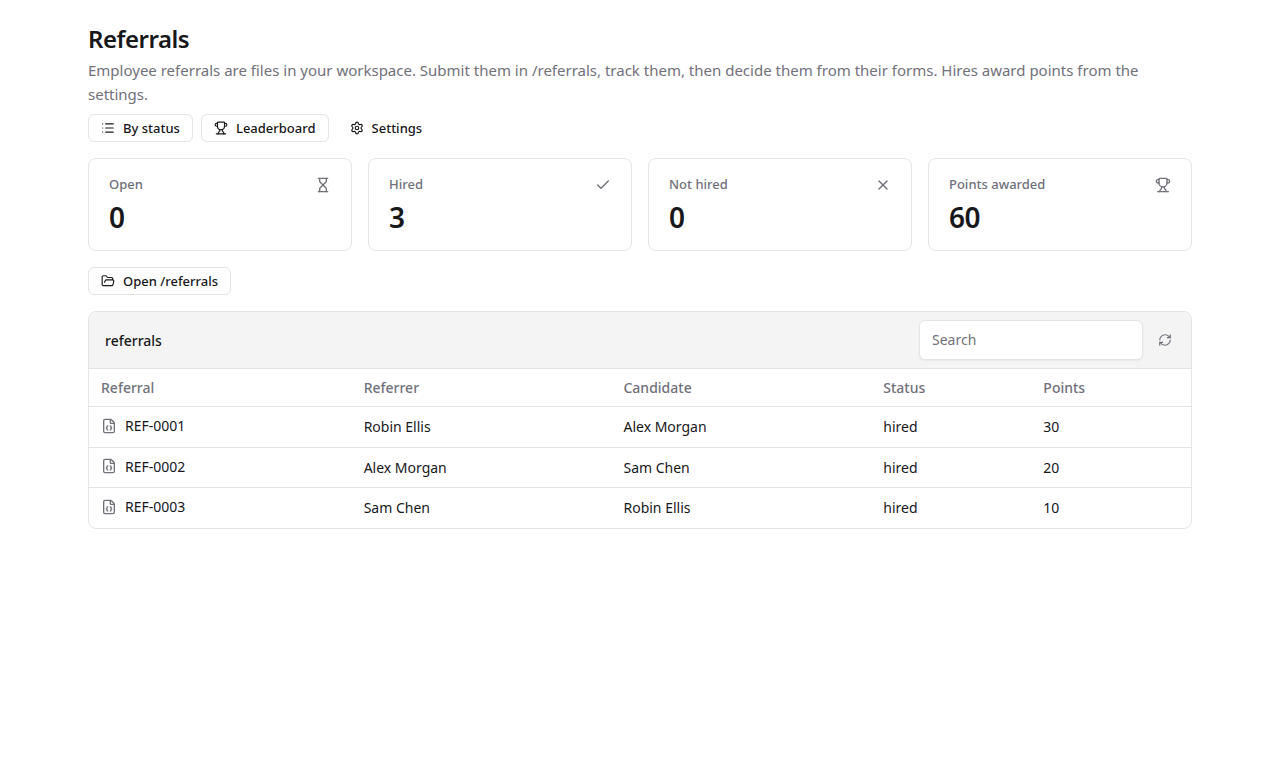 Referrals
Employee referrals are files in your workspace. Submit them in /referrals, track them, then decide them from their forms. Hires award points from the
settings.
By status Leaderboard Settings
Open Hired Not hired Points awarded
0 3 0 60
Open /referrals
referrals Search
Referral Referrer Candidate Status Points
REF-0001 Robin Ellis Alex Morgan hired 30
REF-0002 Alex Morgan Sam Chen hired 20
REF-0003 Sam Chen Robin Ellis hired 10